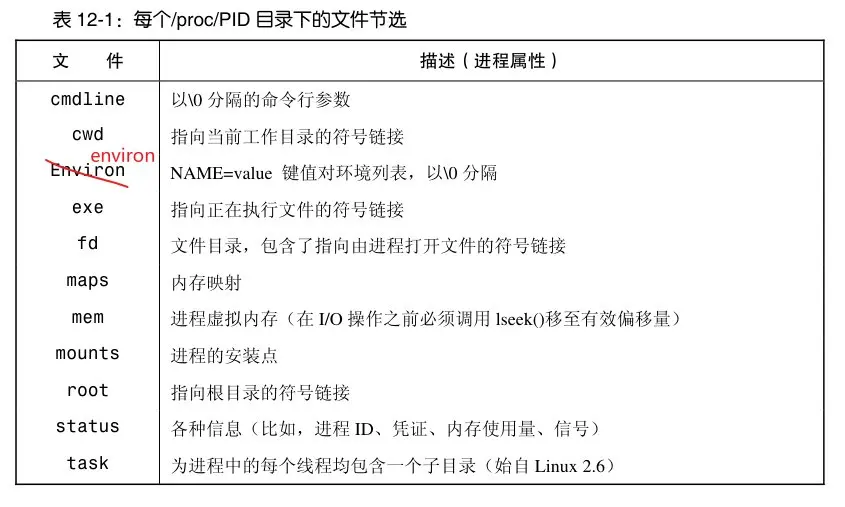 表 12-1：每个/proc/PID 目录下的文件节选
文 件 描述（进程属性）
cmdline 以\0 分隔的命令行参数
cwd 指向当前工作目录的符号链接
environ
Environ NAME=value 键值对环境列表，以\0 分隔
exe 指向正在执行文件的符号链接
fd 文件目录，包含了指向由进程打开文件的符号链接
maps 内存映射
mem 进程虚拟内存（在 I/O 操作之前必须调用 lseek()移至有效偏移量）
mounts 进程的安装点
root 指向根目录的符号链接
status 各种信息（比如，进程 ID、凭证、内存使用量、信号）
task 为进程中的每个线程均包含一个子目录（始自 Linux 2.6）